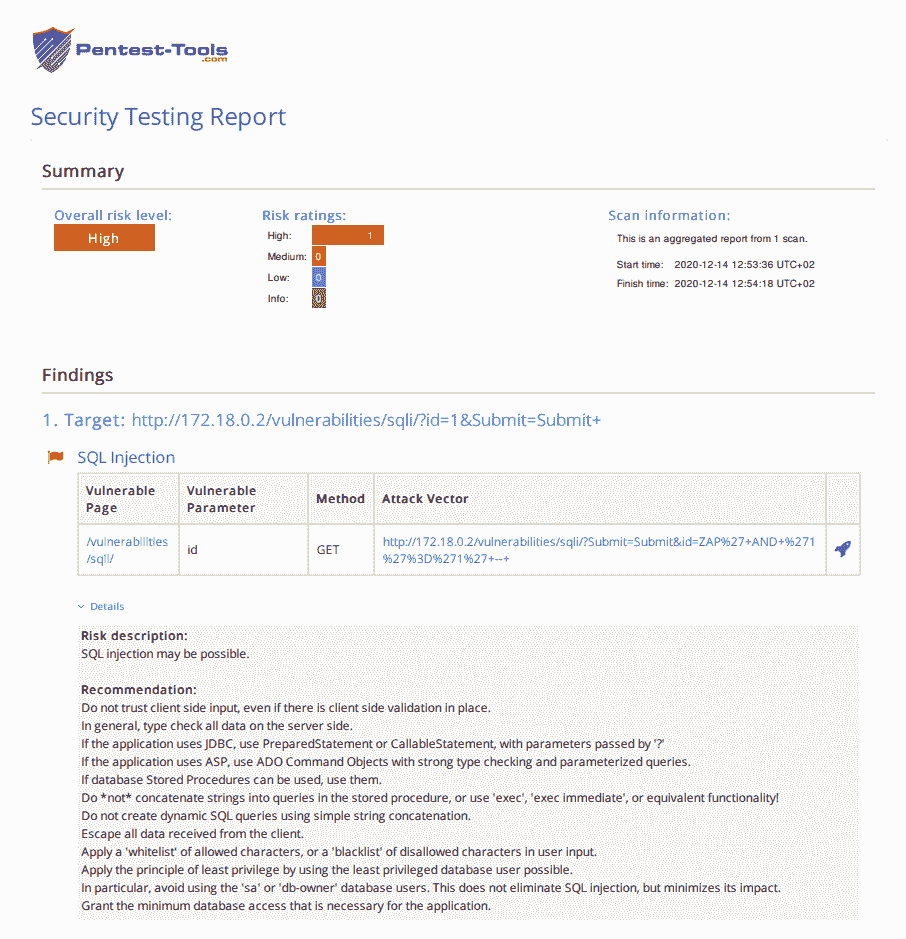 Pentest-Tools
.com
Security Testing Report
Summary
Overall risk level:
High
Risk ratings:
High: 1
Medium: 0
Low: 0
Info: 0
Scan information:
This is an aggregated report from 1 scan.
Start time: 2020-12-14 12:53:36 UTC+02
Finish time: 2020-12-14 12:54:18 UTC+02
Findings
1. Target: http://172.18.0.2/vulnerabilities/sqli/?id=1&Submit=Submit+
SQL Injection
Vulnerable
Page
Vulnerable
Parameter
Method
Attack Vector
/vulnerabilities
/sqli/
id
GET
http://172.18.0.2/vulnerabilities/sqli/?Submit=Submit&id=ZAP%27+AND+%271
%27%3D%271%27+--+
Details
Risk description:
SQL injection may be possible.
Recommendation:
Do not trust client side input, even if there is client side validation in place.
In general, type check all data on the server side.
If the application uses JDBC, use PreparedStatement or CallableStatement, with parameters passed by '?'
If the application uses ASP, use ADO Command Objects with strong type checking and parameterized queries.
If database Stored Procedures can be used, use them.
Do *not* concatenate strings into queries in the stored procedure, or use 'exec', 'exec immediate', or equivalent functionality!
Do not create dynamic SQL queries using simple string concatenation.
Escape all data received from the client.
Apply a 'whitelist' of allowed characters, or a 'blacklist' of disallowed characters in user input.
Apply the principle of least privilege by using the least privileged database user possible.
In particular, avoid using the 'sa' or 'db-owner' database users. This does not eliminate SQL injection, but minimizes its impact.
Grant the minimum database access that is necessary for the application.